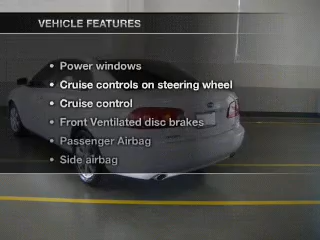 VEHICLE FEATURES
• Power windows
• Cruise controls on steering wheel
• Cruise control
• Front Ventilated disc brakes
• Passenger Airbag
• Side airbag